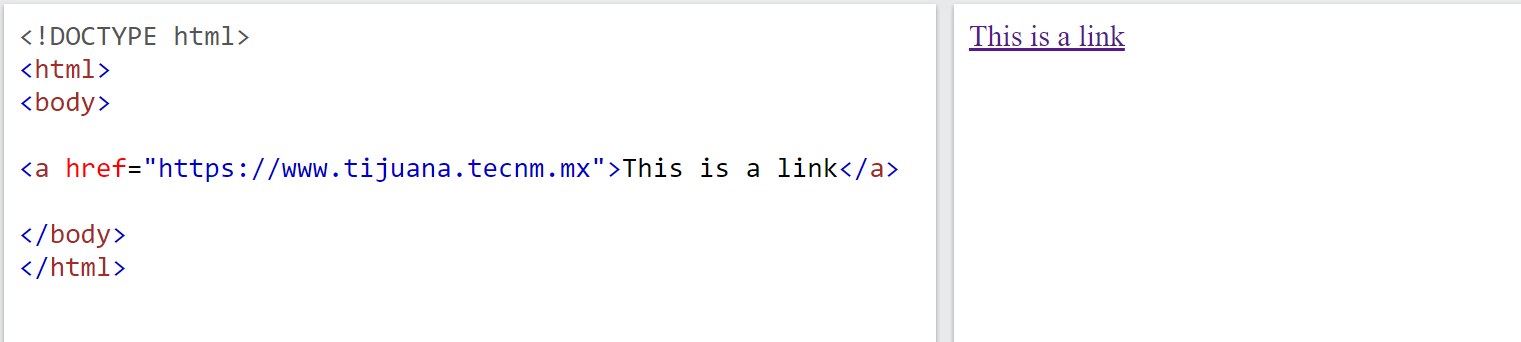 <!DOCTYPE html>
<html>
<body>
<a href="https://www.tijuana.tecnm.mx">This is a link</a>
</body>
</html>
This is a link